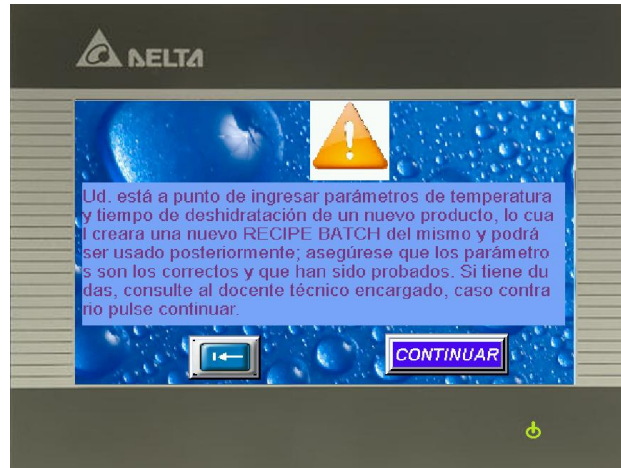 DELTA
Ud. está a punto de ingresar parámetros de temperatura
y tiempo de deshidratación de un nuevo producto, lo cua
l creara una nuevo RECIPE BATCH del mismo y podrá
ser usado posteriormente; asegúrese que los parámetro
s son los correctos y que han sido probados. Si tiene du
das, consulte al docente técnico encargado, caso contra
rio pulse continuar.
CONTINUAR